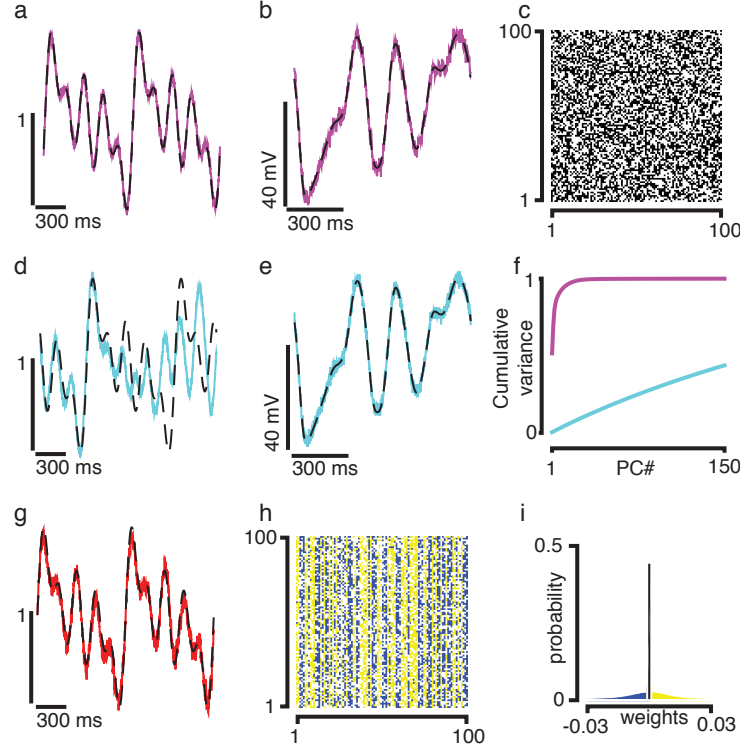 a
1
300 ms
b
40 mV
300 ms
c
100
1
1
100
d
1
300 ms
e
40 mV
300 ms
f
1
Cumulative
variance
0
1
PC#
150
g
1
300 ms
h
100
1
1
100
i
0.5
probability
0
-0.03
weights
0.03